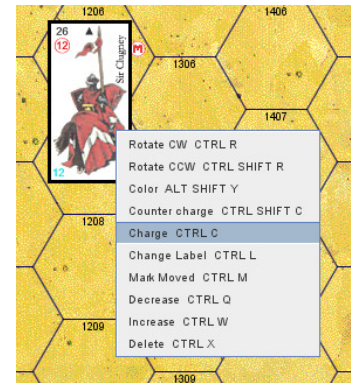 1206
1406
26
12
Sir Clugney
M
1306
1407
12
Rotate CW CTRL R
Rotate CCW CTRL SHIFT R
Color ALT SHIFT Y
Counter charge CTRL SHIFT C
1208
Charge CTRL C
Change Label CTRL L
Mark Moved CTRL M
Decrease CTRL Q
1209
Increase CTRL W
Delete CTRL X
1309